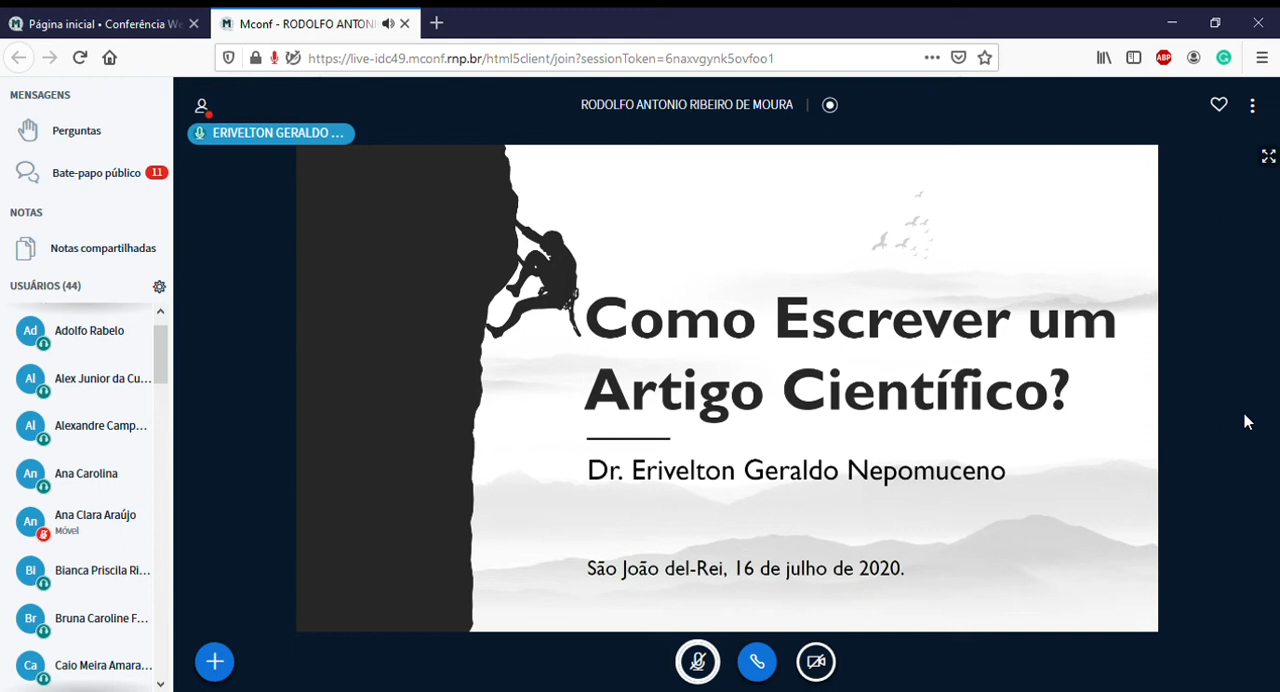 Página inicial • Conferência We
Mconf - RODOLFO ANTONI
https://live-idc49.mconf.rnp.br/html5client/join?sessionToken=6naxvgynk5ovfoo1
ABP
MENSAGENS
Perguntas
Bate-papo público 11
NOTAS
Notas compartilhadas
USUÁRIOS (44)
Ad Adolfo Rabelo
Al Alex Junior da Cu...
Al Alexandre Camp...
An Ana Carolina
An Ana Clara Araújo
Móvel
Bi Bianca Priscila Ri...
Br Bruna Caroline F...
Ca Caio Meira Amara...
RODOLFO ANTONIO RIBEIRO DE MOURA
ERIVELTON GERALDO ...
Como Escrever um
Artigo Científico?
Dr. Erivelton Geraldo Nepomuceno
São João del-Rei, 16 de julho de 2020.